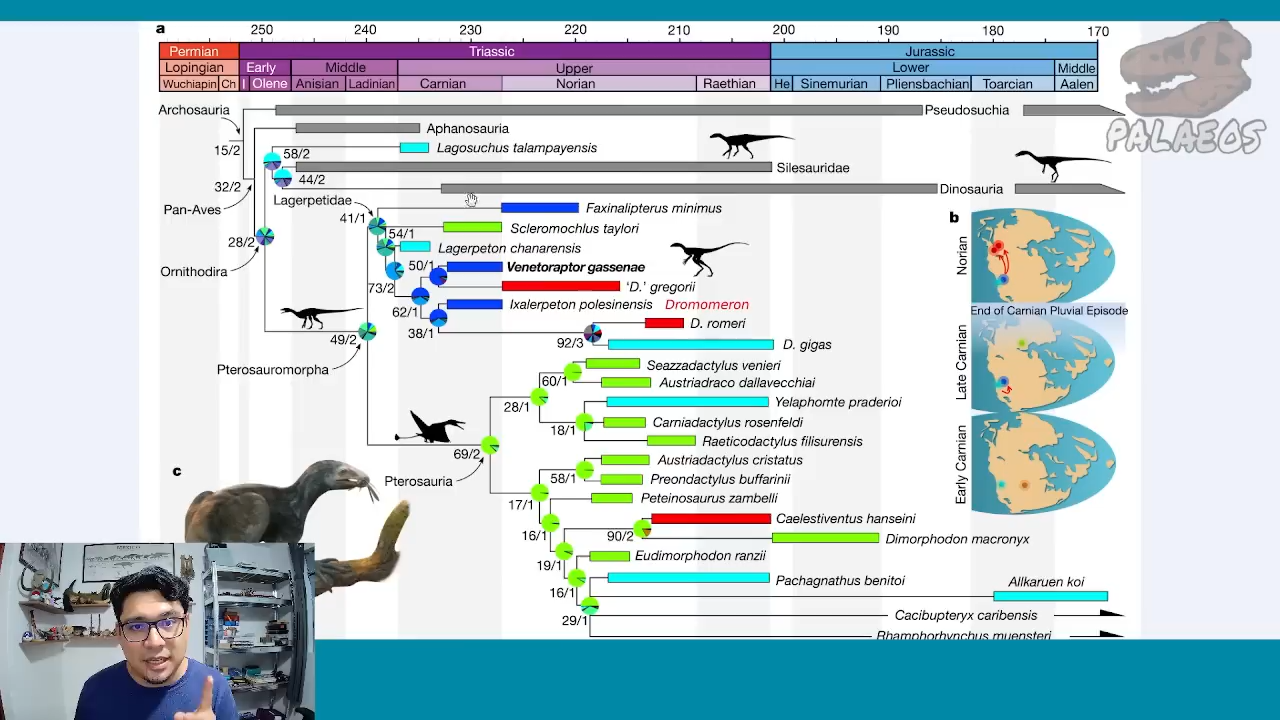 a
250 240 230 220 210 200 190 180 170
Permian Triassic Jurassic
Lopingian Early Middle Upper Lower Middle
Wuchiapin Ch I Olene Anisian Ladinian Carnian Norian Raethian He Sinemurian Pliensbachian Toarcian Aalen
PALAEOS
Archosauria
Pseudosuchia
Aphanosauria
15/2
58/2
Lagosuchus talampayensis
Silesauridae
44/2
32/2
Dinosauria
Lagerpetidae
Pan-Aves
Faxinalipterus minimus
41/1
54/1
Scleromochlus taylori
28/2
Lagerpeton chanarensis
Ornithodira
50/1
Venetoraptor gassenae
73/2
'D.' gregorii
62/1
Ixalerpeton polesinensis
Dromomeron
38/1
D. romeri
49/2
92/3
D. gigas
Pterosauromorpha
Seazzadactylus venieri
60/1
Austriadraco dallavecchiai
28/1
Yelaphomte praderioi
18/1
Carniadactylus rosenfeldi
Raeticodactylus filisurensis
69/2
Austriadactylus cristatus
Pterosauria
58/1
Preondactylus buffarinii
17/1
Peteinosaurus zambelli
16/1
Caelestiventus hanseini
90/2
Dimorphodon macronyx
19/1
Eudimorphodon ranzii
16/1
Pachagnathus benitoi
Allkaruen koi
29/1
Cacibupteryx caribensis
Rhamphorhynchus muensteri
b
Norian
End of Carnian Pluvial Episode
Late Carnian
Early Carnian
c
MEXICO